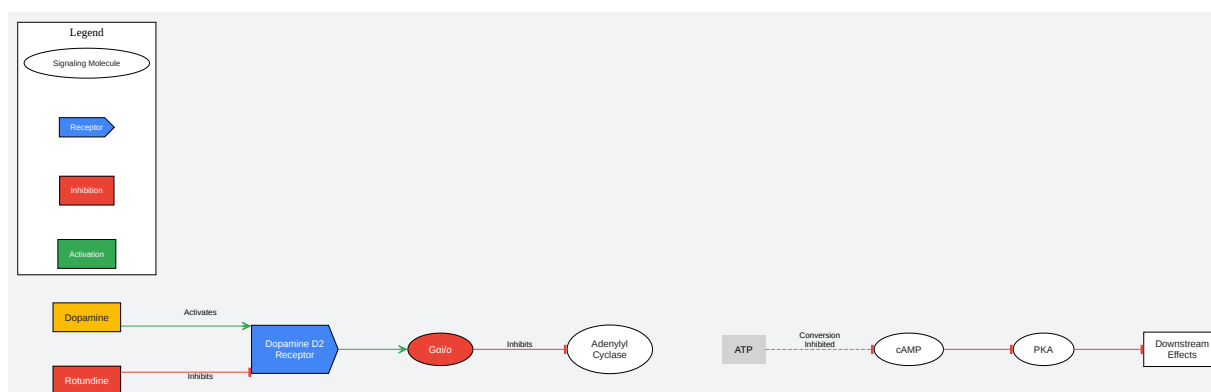 Legend
Signaling Molecule
Receptor
Inhibition
Activation
Dopamine
Activates
Rotundine
Inhibits
Dopamine D2
Receptor
Gαi/o
Inhibits
Adenylyl
Cyclase
ATP
Conversion
Inhibited
cAMP
PKA
Downstream
Effects